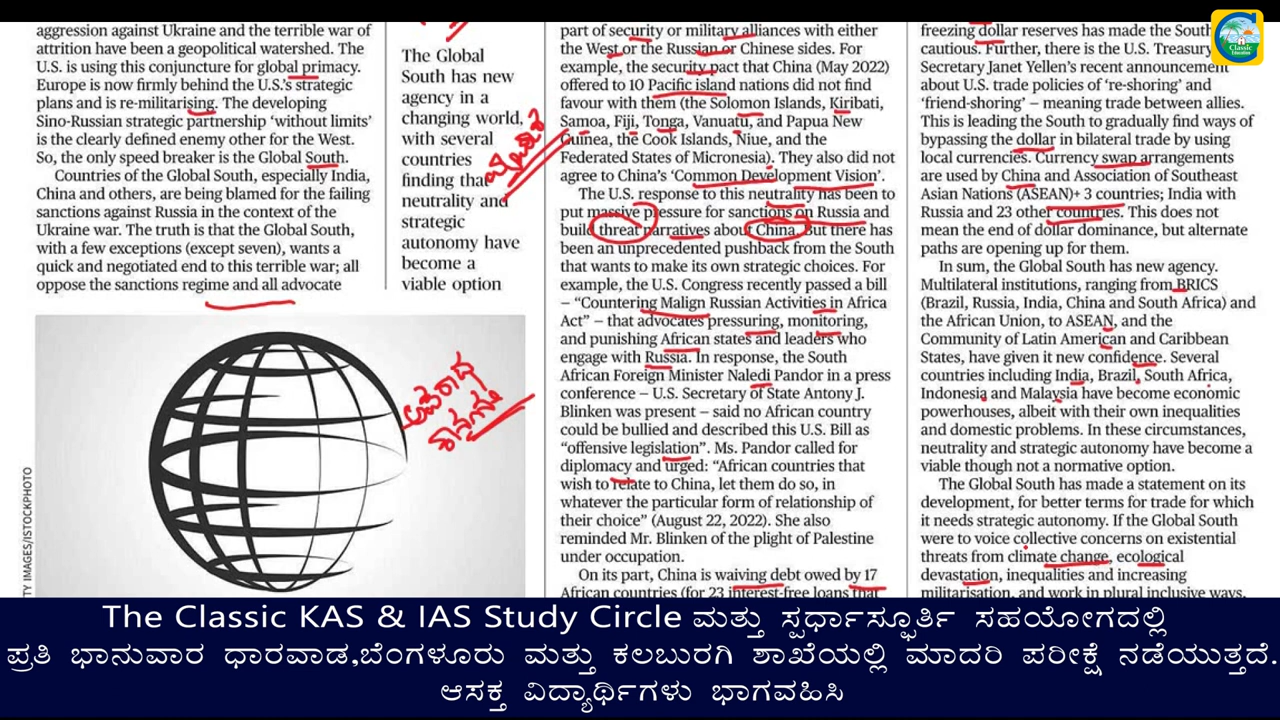 aggression against Ukraine and the terrible war of
attrition have been a geopolitical watershed. The
U.S. is using this conjuncture for global primacy.
Europe is now firmly behind the U.S.'s strategic
plans and is re-militarising. The developing
Sino-Russian strategic partnership 'without limits'
is the clearly defined enemy other for the West.
So, the only speed breaker is the Global South.
Countries of the Global South, especially India,
China and others, are being blamed for the failing
sanctions against Russia in the context of the
Ukraine war. The truth is that the Global South,
with a few exceptions (except seven), wants a
quick and negotiated end to this terrible war; all
oppose the sanctions regime and all advocate
The Global
South has new
agency in a
changing world,
with several
countries
finding that
neutrality and
strategic
autonomy have
become a
viable option
TY IMAGES/ISTOCKPHOTO
part of security or military alliances with either
the West or the Russian or Chinese sides. For
example, the security pact that China (May 2022)
offered to 10 Pacific island nations did not find
favour with them (the Solomon Islands, Kiribati,
Samoa, Fiji, Tonga, Vanuatu, and Papua New
Guinea, the Cook Islands, Niue, and the
Federated States of Micronesia). They also did not
agree to China's 'Common Development Vision'.
The U.S. response to this neutrality has been to
put massive pressure for sanctions on Russia and
build threat narratives about China. But there has
been an unprecedented pushback from the South
that wants to make its own strategic choices. For
example, the U.S. Congress recently passed a bill
– "Countering Malign Russian Activities in Africa
Act" – that advocates pressuring, monitoring,
and punishing African states and leaders who
engage with Russia. In response, the South
African Foreign Minister Naledi Pandor in a press
conference – U.S. Secretary of State Antony J.
Blinken was present – said no African country
could be bullied and described this U.S. Bill as
"offensive legislation". Ms. Pandor called for
diplomacy and urged: "African countries that
wish to relate to China, let them do so, in
whatever the particular form of relationship of
their choice" (August 22, 2022). She also
reminded Mr. Blinken of the plight of Palestine
under occupation.
On its part, China is waiving debt owed by 17
African countries (for 23 interest-free loans that
freezing dollar reserves has made the South
cautious. Further, there is the U.S. Treasury
Secretary Janet Yellen's recent announcement
about U.S. trade policies of 're-shoring' and
'friend-shoring' – meaning trade between allies.
This is leading the South to gradually find ways of
bypassing the dollar in bilateral trade by using
local currencies. Currency swap arrangements
are used by China and Association of Southeast
Asian Nations (ASEAN)+ 3 countries; India with
Russia and 23 other countries. This does not
mean the end of dollar dominance, but alternate
paths are opening up for them.
In sum, the Global South has new agency.
Multilateral institutions, ranging from BRICS
(Brazil, Russia, India, China and South Africa) and
the African Union, to ASEAN, and the
Community of Latin American and Caribbean
States, have given it new confidence. Several
countries including India, Brazil, South Africa,
Indonesia and Malaysia have become economic
powerhouses, albeit with their own inequalities
and domestic problems. In these circumstances,
neutrality and strategic autonomy have become a
viable though not a normative option.
The Global South has made a statement on its
development, for better terms for trade for which
it needs strategic autonomy. If the Global South
were to voice collective concerns on existential
threats from climate change, ecological
devastation, inequalities and increasing
militarisation, and work in plural inclusive ways,
Classic
Education
The Classic KAS & IAS Study Circle ಮತ್ತು ಸ್ಪರ್ಧಾಸ್ಫೂರ್ತಿ ಸಹಯೋಗದಲ್ಲಿ
ಪ್ರತಿ ಭಾನುವಾರ ಧಾರವಾಡ,ಬೆಂಗಳೂರು ಮತ್ತು ಕಲಬುರಗಿ ಶಾಖೆಯಲ್ಲಿ ಮಾದರಿ ಪರೀಕ್ಷೆ ನಡೆಯುತ್ತದೆ.
ಆಸಕ್ತ ವಿದ್ಯಾರ್ಥಿಗಳು ಭಾಗವಹಿಸಿ